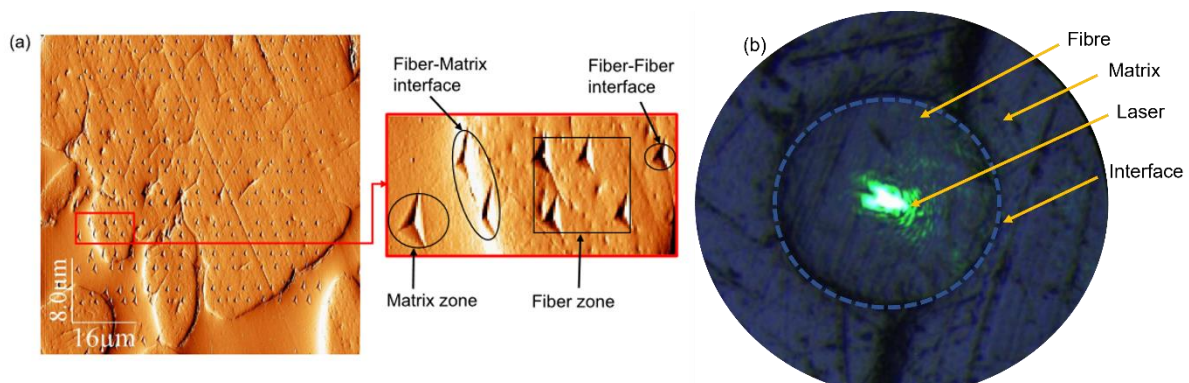 (a)
Fiber-Matrix
interface
Fiber-Fiber
interface
Matrix zone
Fiber zone
8.0µm
16µm
(b)
Fibre
Matrix
Laser
Interface